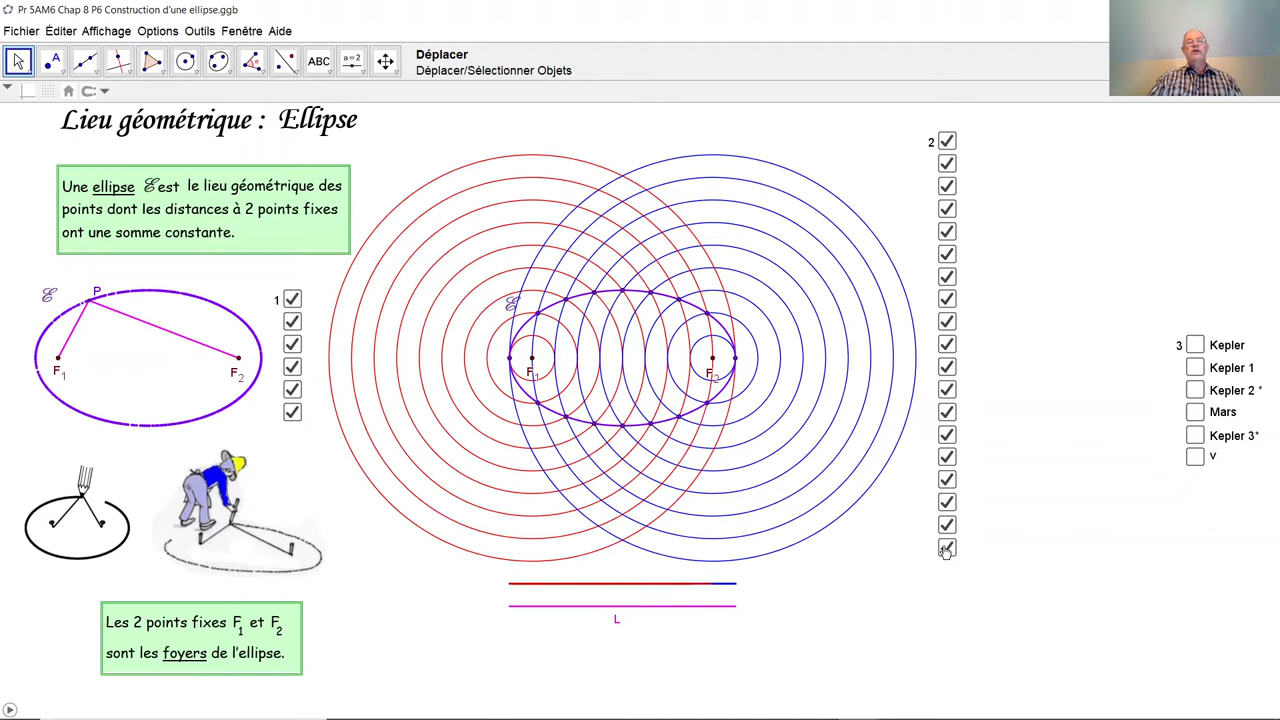 Pr 5AM6 Chap 8 P6 Construction d'une ellipse.ggb
Fichier Éditer Affichage Options Outils Fenêtre Aide
A
ABC
a=2
Déplacer
Déplacer/Sélectionner Objets
Lieu géométrique : Ellipse
Une ellipse ℰ est le lieu géométrique des
points dont les distances à 2 points fixes
ont une somme constante.
ℰ
P
F1
F2
1
ℰ
F1
F2
L
2
3
Kepler
Kepler 1
Kepler 2 *
Mars
Kepler 3*
v
Les 2 points fixes F1 et F2
sont les foyers de l'ellipse.